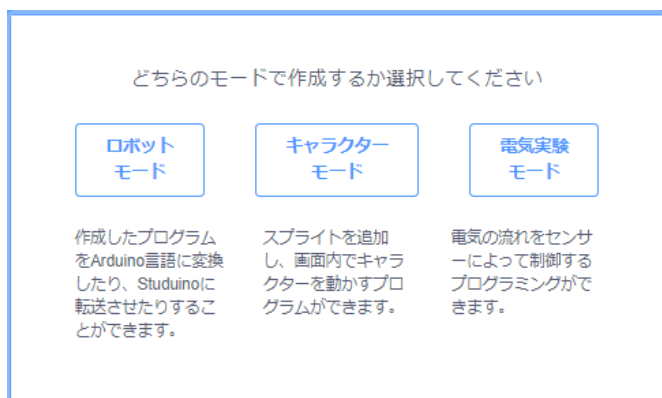 どちらのモードで作成するか選択してください
ロボット
モード
キャラクター
モード
電気実験
モード
作成したプログラム
をArduino言語に変換
したり、Studuinoに
転送させたりするこ
とができます。
スプライトを追加
し、画面内でキャラ
クターを動かすプロ
グラムができます。
電気の流れをセンサ
ーによって制御する
プログラミングがで
きます。